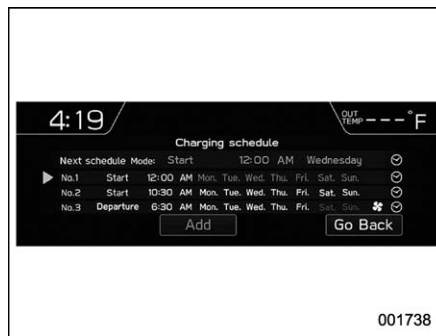 4:19 OUT TEMP ---°F
Charging schedule
Next schedule Mode: Start 12:00 AM Wednesday
No.1 Start 12:00 AM Mon. Tue. Wed. Thu. Fri. Sat. Sun.
No.2 Start 10:30 AM Mon. Tue. Wed. Thu. Fri. Sat. Sun.
No.3 Departure 6:30 AM Mon. Tue. Wed. Thu. Fri. Sat. Sun.
Add Go Back
001738